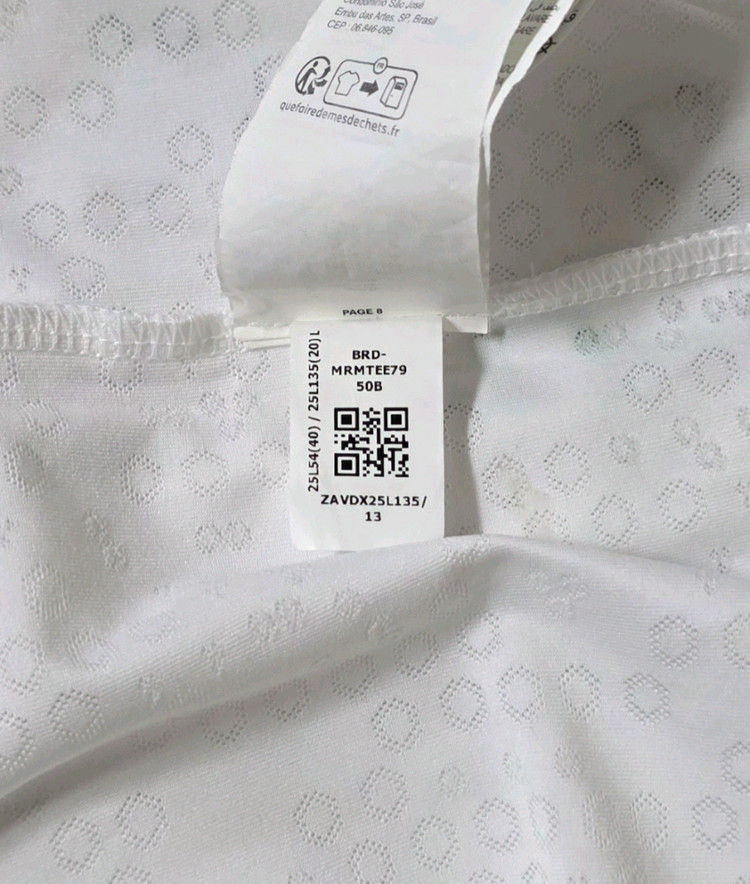 Condomínio São José
Embu das Artes, SP, Brasil
CEP : 06.846-095
FR
quefairedemesdechets.fr
PAGE 8
25L54(40) / 25L135(20)L
BRD-
MRMTEE79
50B
ZAVDX25L135/
13